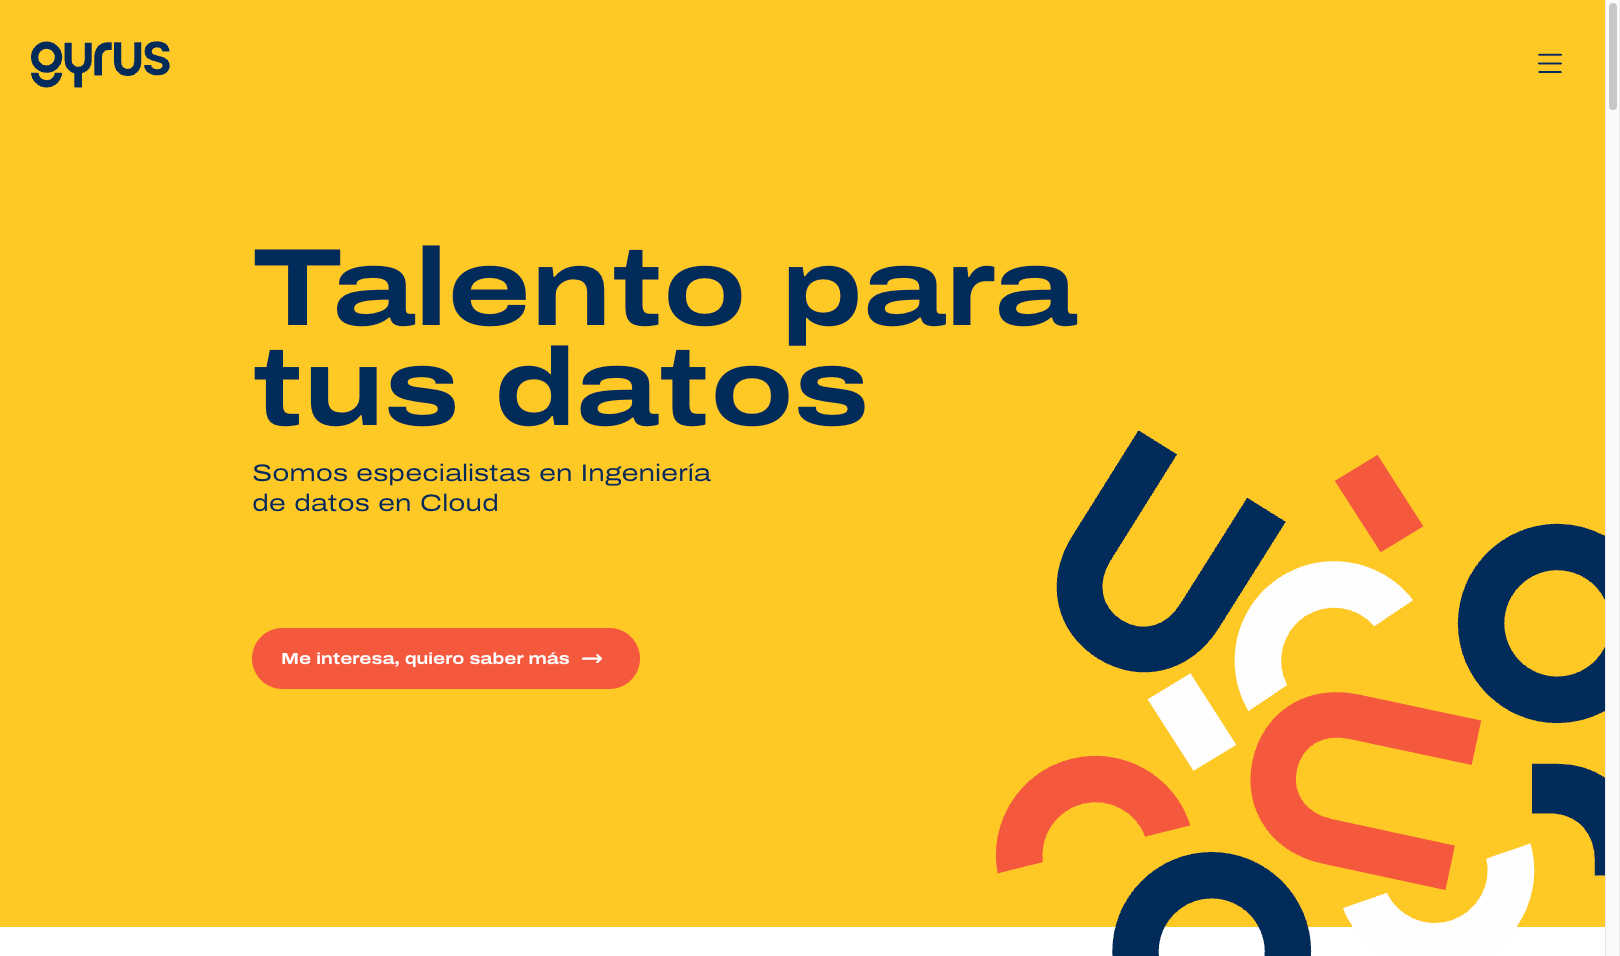 gyrus
Talento para
tus datos
Somos especialistas en Ingeniería
de datos en Cloud
Me interesa, quiero saber más